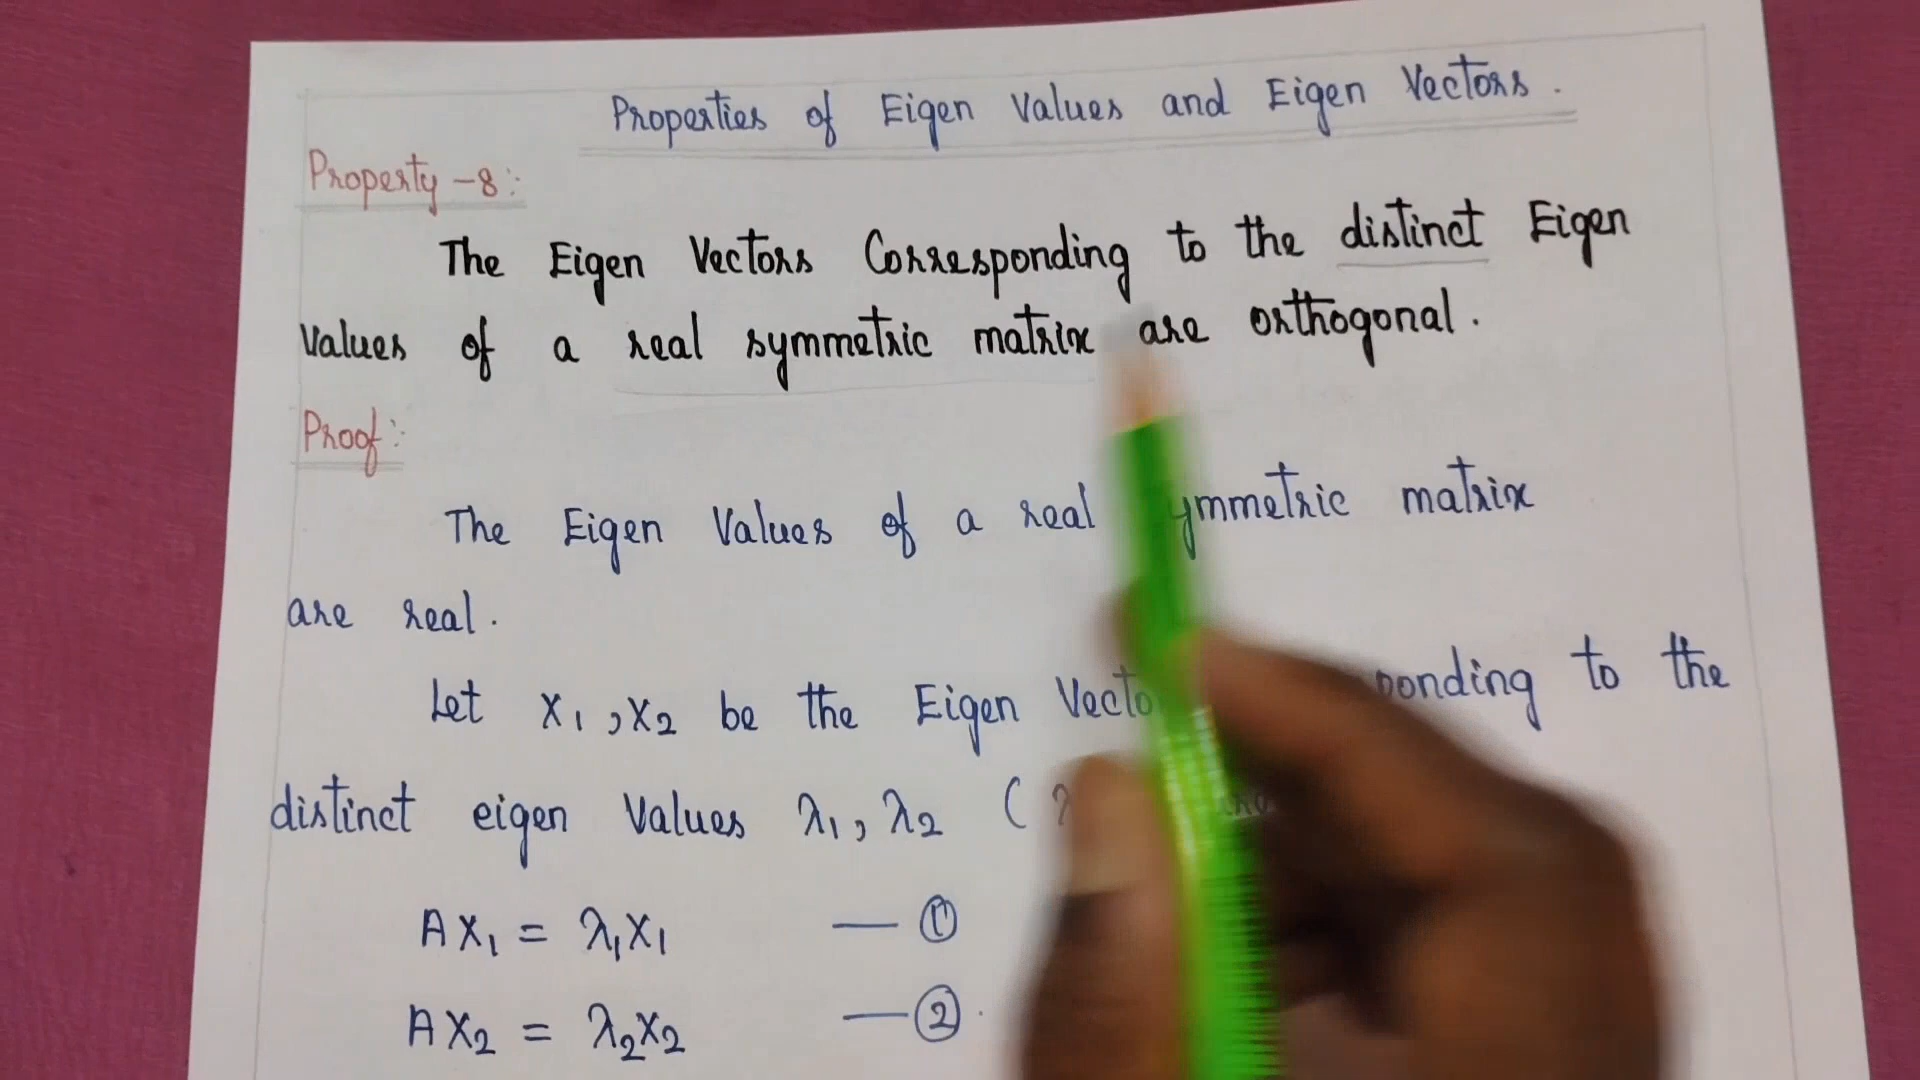 Properties of Eigen Values and Eigen Vectors.
Property-8:
The Eigen Vectors Corresponding to the distinct Eigen
Values of a real symmetric matrix are orthogonal.
Proof:
The Eigen Values of a real ymmetric matrix
are real.
Let X1, X2 be the Eigen Vecto ponding to the
distinct eigen Values λ1, λ2 (
AX1 = λ1X1 — ①
AX2 = λ2X2 — ②